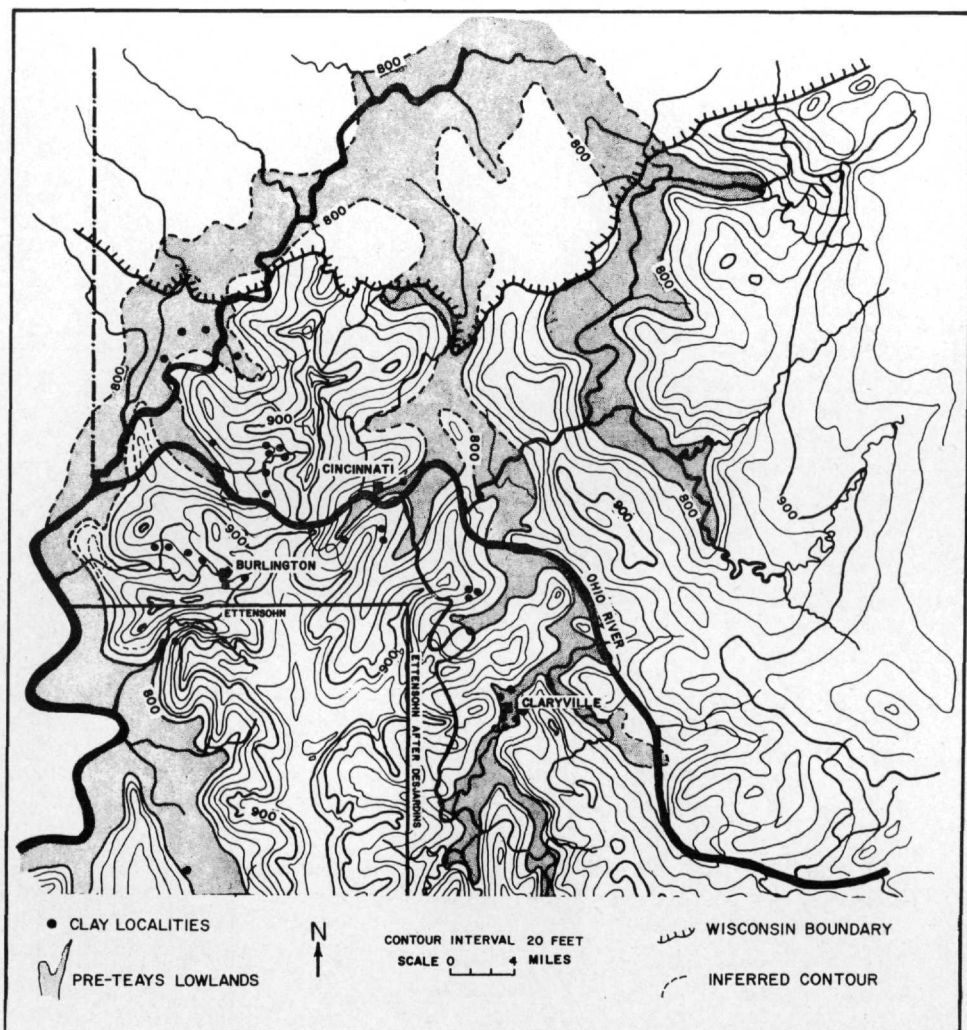 800
800
800
800
800
800
900
800
CINCINNATI
800
800
900
900
BURLINGTON
ETTENSOHN
OHIO RIVER
900
ETTENSOHN AFTER DESJARDINS
800
CLARYVILLE
900
CLAY LOCALITIES
PRE-TEAYS LOWLANDS
N
CONTOUR INTERVAL 20 FEET
SCALE 0 4 MILES
WISCONSIN BOUNDARY
INFERRED CONTOUR